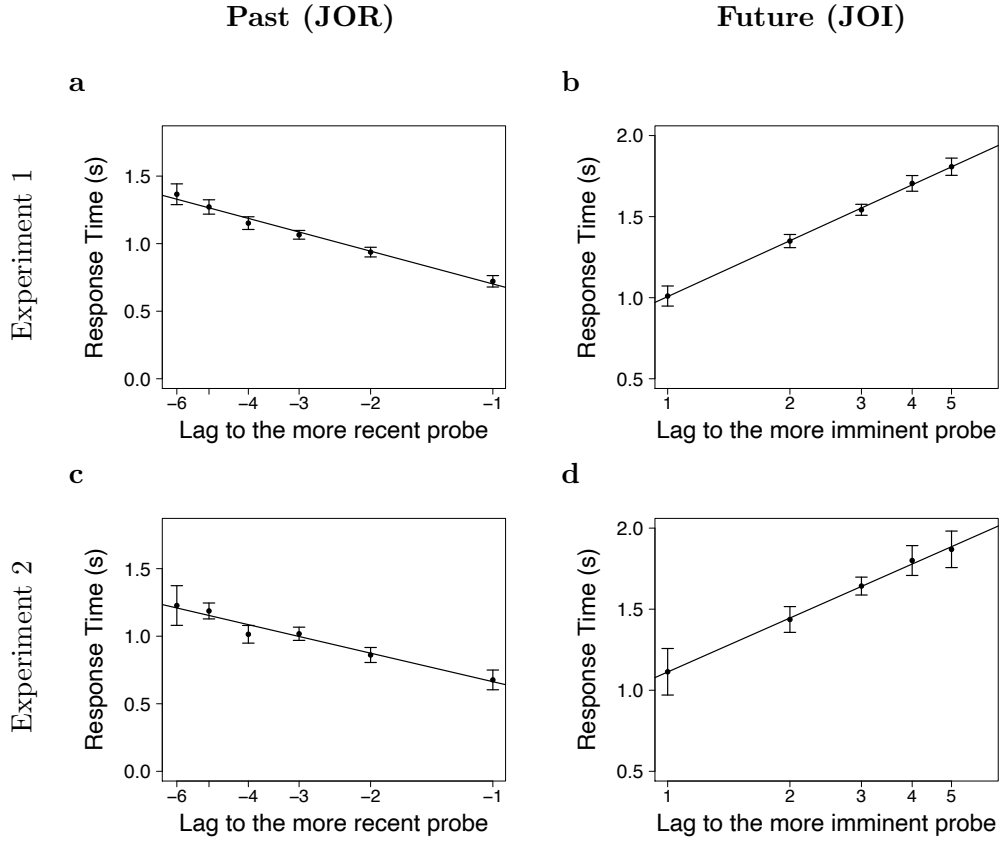 Past (JOR)
Future (JOI)
Experiment 1
a
Response Time (s)
1.5
1.0
0.5
0.0
−6 −4 −3 −2 −1
Lag to the more recent probe
b
Response Time (s)
2.0
1.5
1.0
0.5
1 2 3 4 5
Lag to the more imminent probe
Experiment 2
c
Response Time (s)
1.5
1.0
0.5
0.0
−6 −4 −3 −2 −1
Lag to the more recent probe
d
Response Time (s)
2.0
1.5
1.0
0.5
1 2 3 4 5
Lag to the more imminent probe